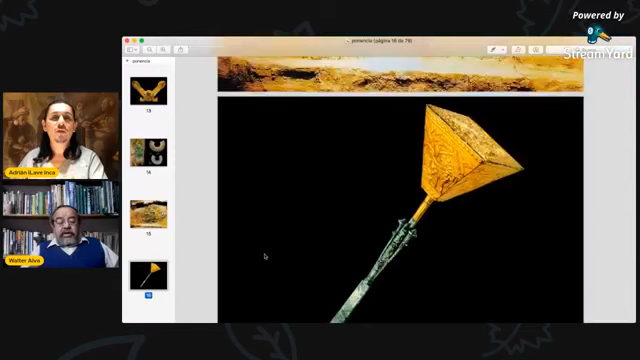 Powered by
StreamYard
ponencia (página 16 de 79)
ponencia
13
14
15
16
Adrián ILave Inca
Walter Alva